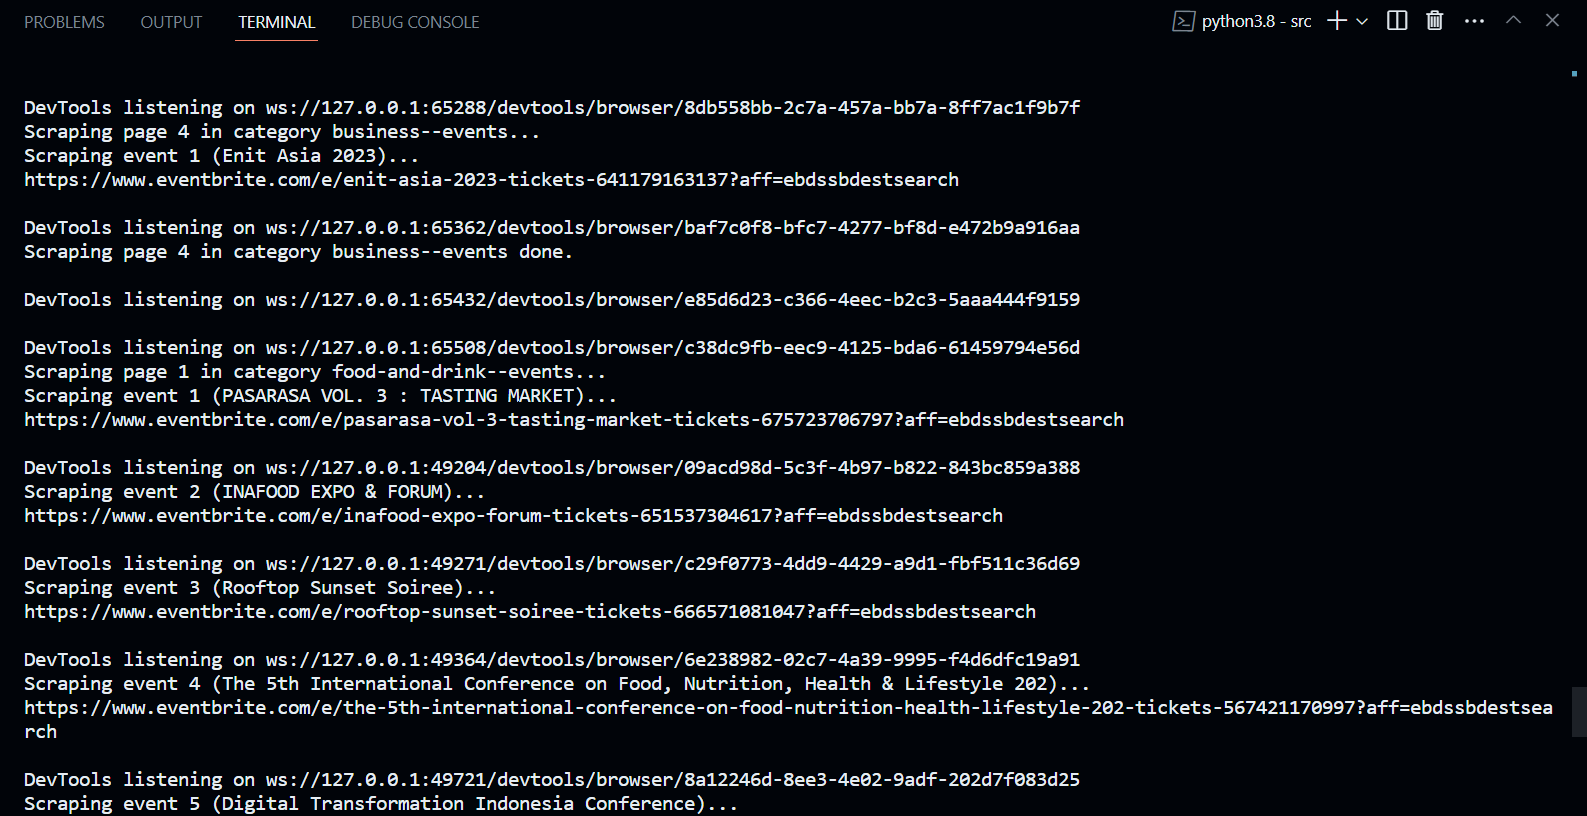 PROBLEMS OUTPUT TERMINAL DEBUG CONSOLE python3.8 - src
DevTools listening on ws://127.0.0.1:65288/devtools/browser/8db558bb-2c7a-457a-bb7a-8ff7ac1f9b7f
Scraping page 4 in category business--events...
Scraping event 1 (Enit Asia 2023)...
https://www.eventbrite.com/e/enit-asia-2023-tickets-641179163137?aff=ebdssbdestsearch
DevTools listening on ws://127.0.0.1:65362/devtools/browser/baf7c0f8-bfc7-4277-bf8d-e472b9a916aa
Scraping page 4 in category business--events done.
DevTools listening on ws://127.0.0.1:65432/devtools/browser/e85d6d23-c366-4eec-b2c3-5aaa444f9159
DevTools listening on ws://127.0.0.1:65508/devtools/browser/c38dc9fb-eec9-4125-bda6-61459794e56d
Scraping page 1 in category food-and-drink--events...
Scraping event 1 (PASARASA VOL. 3 : TASTING MARKET)...
https://www.eventbrite.com/e/pasarasa-vol-3-tasting-market-tickets-675723706797?aff=ebdssbdestsearch
DevTools listening on ws://127.0.0.1:49204/devtools/browser/09acd98d-5c3f-4b97-b822-843bc859a388
Scraping event 2 (INAFOOD EXPO & FORUM)...
https://www.eventbrite.com/e/inafood-expo-forum-tickets-651537304617?aff=ebdssbdestsearch
DevTools listening on ws://127.0.0.1:49271/devtools/browser/c29f0773-4dd9-4429-a9d1-fbf511c36d69
Scraping event 3 (Rooftop Sunset Soiree)...
https://www.eventbrite.com/e/rooftop-sunset-soiree-tickets-666571081047?aff=ebdssbdestsearch
DevTools listening on ws://127.0.0.1:49364/devtools/browser/6e238982-02c7-4a39-9995-f4d6dfc19a91
Scraping event 4 (The 5th International Conference on Food, Nutrition, Health & Lifestyle 202)...
https://www.eventbrite.com/e/the-5th-international-conference-on-food-nutrition-health-lifestyle-202-tickets-567421170997?aff=ebdssbdestsea
rch
DevTools listening on ws://127.0.0.1:49721/devtools/browser/8a12246d-8ee3-4e02-9adf-202d7f083d25
Scraping event 5 (Digital Transformation Indonesia Conference)...